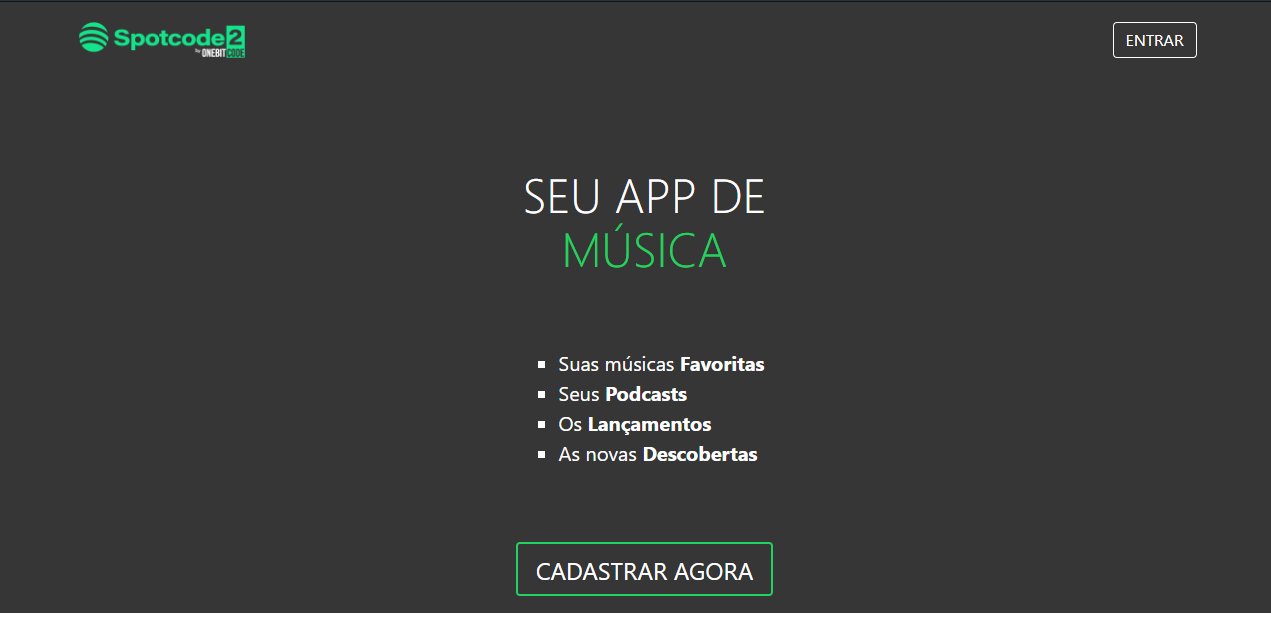 Spotcode2
by ONEBITCODE
ENTRAR
SEU APP DE
MÚSICA
Suas músicas Favoritas
Seus Podcasts
Os Lançamentos
As novas Descobertas
CADASTRAR AGORA